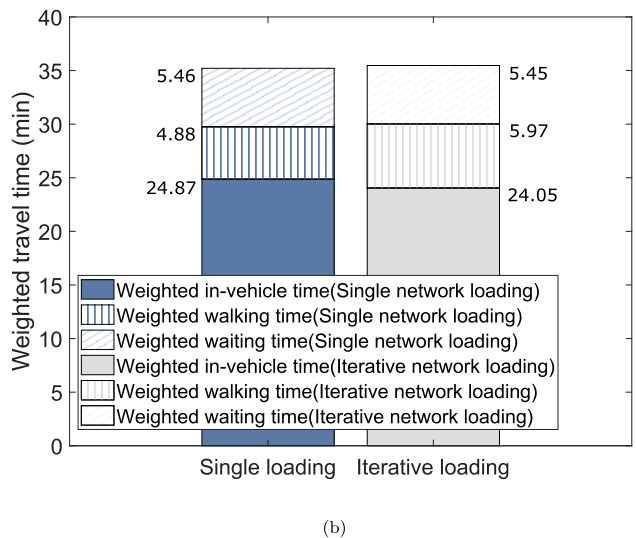 Weighted travel time (min)
40
35
30
25
20
15
10
5
0
5.46
4.88
24.87
5.45
5.97
24.05
Weighted in-vehicle time(Single network loading)
Weighted walking time(Single network loading)
Weighted waiting time(Single network loading)
Weighted in-vehicle time(Iterative network loading)
Weighted walking time(Iterative network loading)
Weighted waiting time(Iterative network loading)
Single loading Iterative loading
(b)